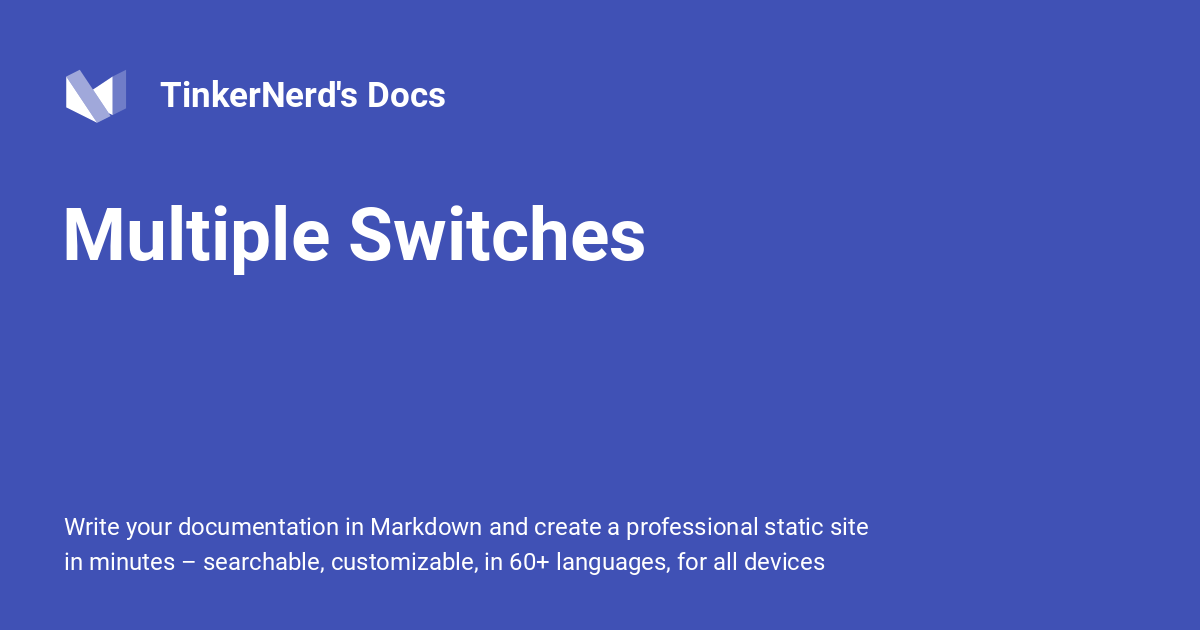 TinkerNerd's Docs
Multiple Switches
Write your documentation in Markdown and create a professional static site
in minutes – searchable, customizable, in 60+ languages, for all devices